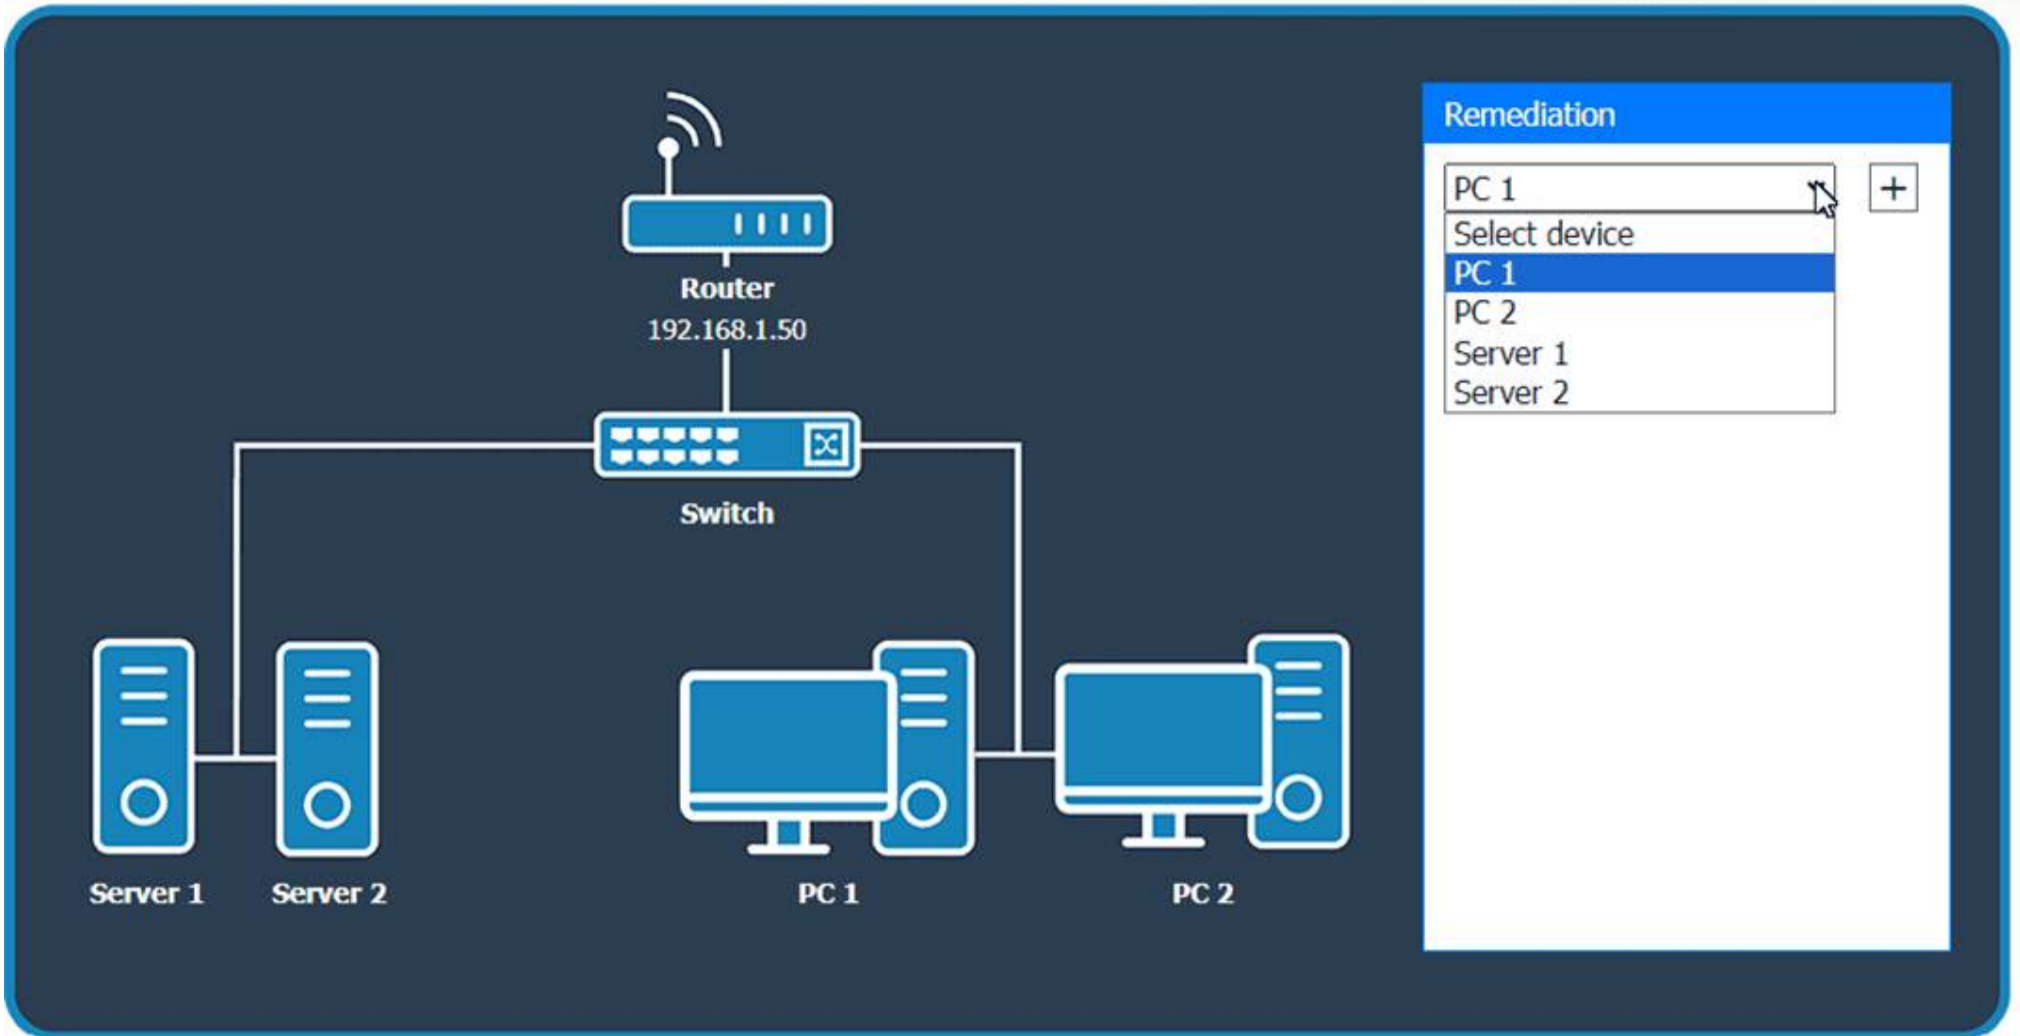 Remediation
PC 1
+
Select device
PC 1
PC 2
Server 1
Server 2
Router
192.168.1.50
Switch
Server 1
Server 2
PC 1
PC 2